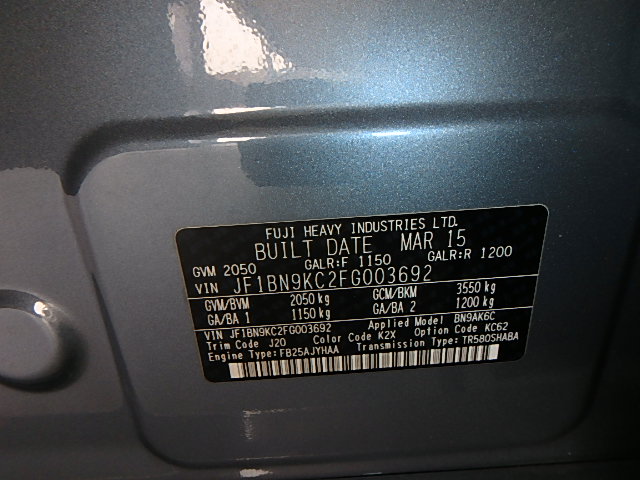 FUJI HEAVY INDUSTRIES LTD.
BUILT DATE MAR 15
GVM 2050 GALR:F 1150 GALR:R 1200
VIN JF1BN9KC2FG003692
GVM/BVM 2050 kg GCM/BKM 3550 kg
GA/BA 1 1150 kg GA/BA 2 1200 kg
VIN JF1BN9KC2FG003692 Applied Model BN9AK6C
Trim Code J20 Color Code K2X Option Code KC62
Engine Type FB25AJYHAA Transmission Type TR580SHABA